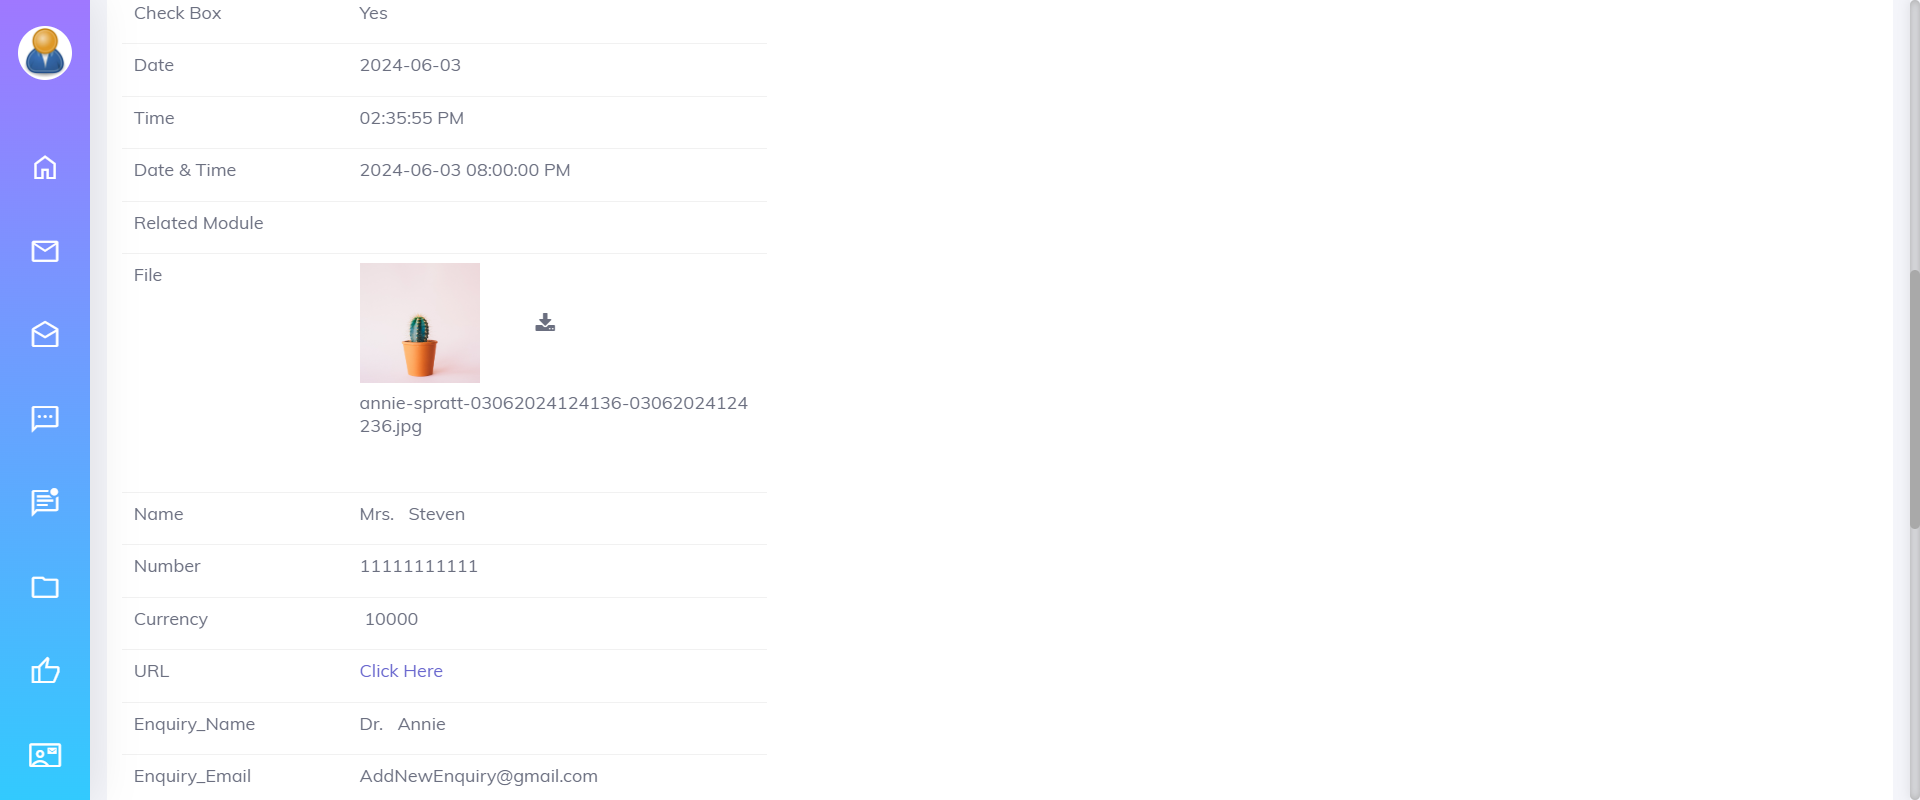 Check Box Yes
Date 2024-06-03
Time 02:35:55 PM
Date & Time 2024-06-03 08:00:00 PM
Related Module
File
annie-spratt-03062024124136-03062024124
236.jpg
Name Mrs. Steven
Number 11111111111
Currency 10000
URL Click Here
Enquiry_Name Dr. Annie
Enquiry_Email AddNewEnquiry@gmail.com